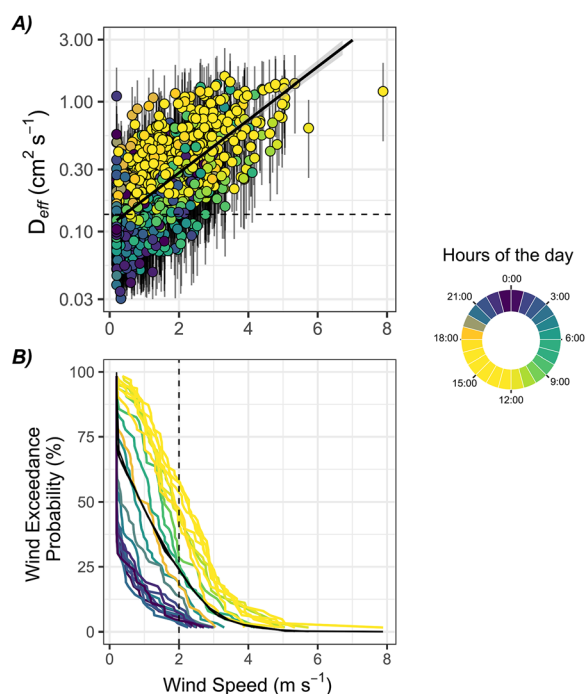 A)
3.00
1.00
0.30
0.10
0.03
Deff (cm2 s−1)
0 2 4 6 8
Hours of the day
0:00
3:00
6:00
9:00
12:00
15:00
18:00
21:00
B)
100
75
50
25
0
Wind Exceedance
Probability (%)
0 2 4 6 8
Wind Speed (m s−1)